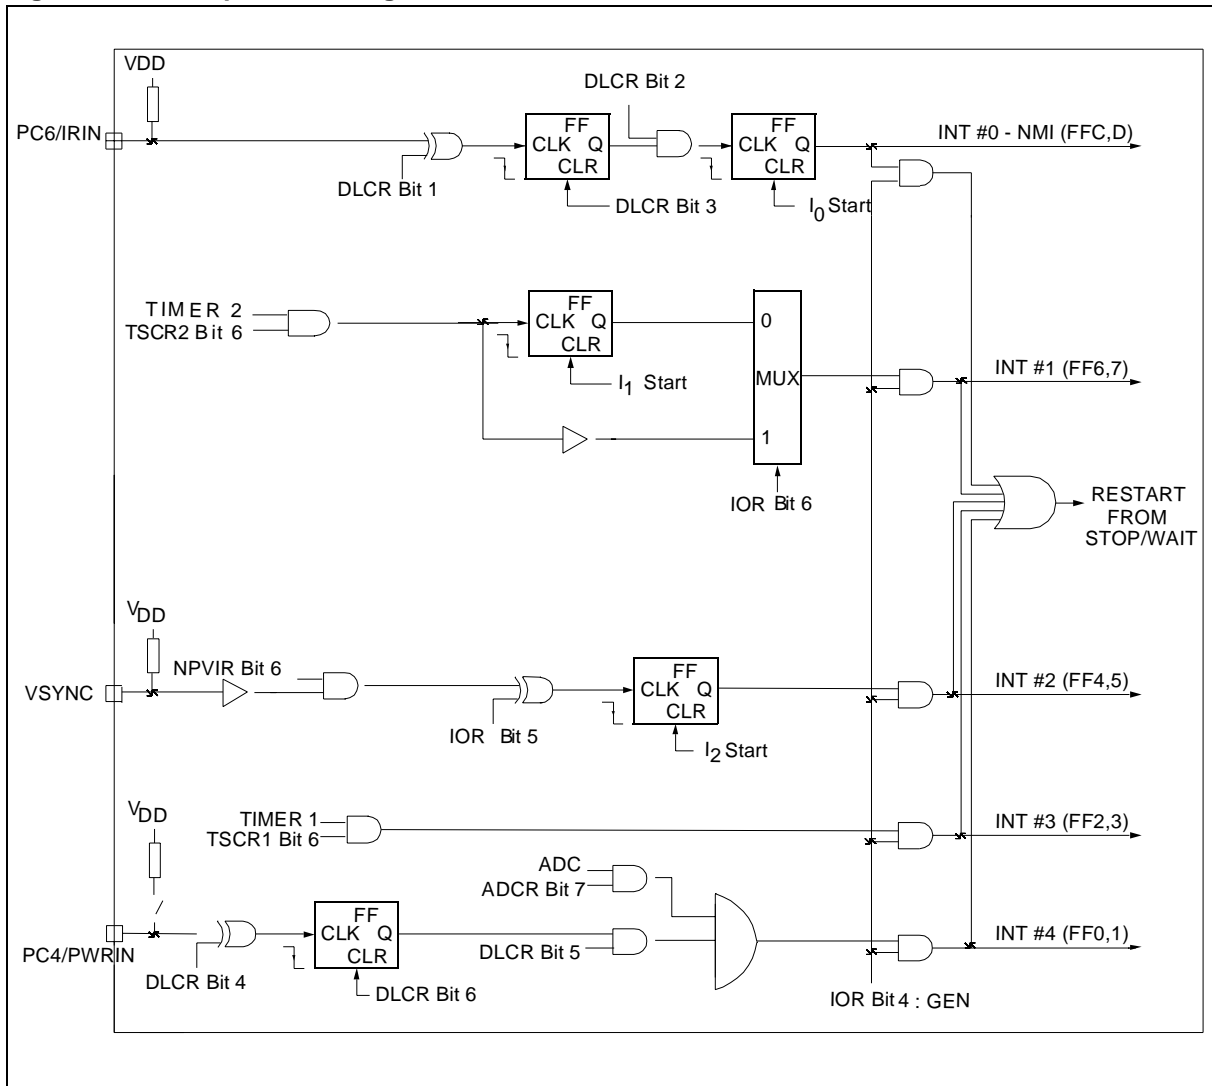 VDD
PC6/IRIN
DLCR Bit 1
FF
CLK Q
CLR
DLCR Bit 3
DLCR Bit 2
FF
CLK Q
CLR
I0 Start
INT #0 - NMI (FFC,D)
TIMER 2
TSCR2 Bit 6
FF
CLK Q
CLR
I1 Start
0
MUX
1
IOR Bit 6
INT #1 (FF6,7)
RESTART
FROM
STOP/WAIT
VDD
VSYNC
NPVIR Bit 6
IOR Bit 5
FF
CLK Q
CLR
I2 Start
INT #2 (FF4,5)
TIMER 1
TSCR1 Bit 6
INT #3 (FF2,3)
VDD
PC4/PWRIN
DLCR Bit 4
FF
CLK Q
CLR
DLCR Bit 6
ADC
ADCR Bit 7
DLCR Bit 5
INT #4 (FF0,1)
IOR Bit 4 : GEN